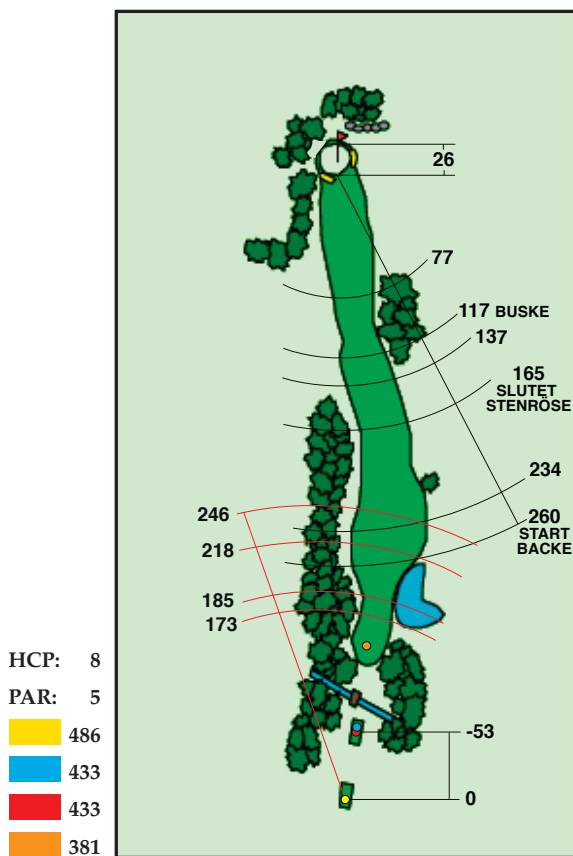 26
77
117 BUSKE
137
165
SLUTET
STENRÖSE
234
260
START
BACKE
246
218
185
173
-53
0
HCP: 8
PAR: 5
486
433
433
381